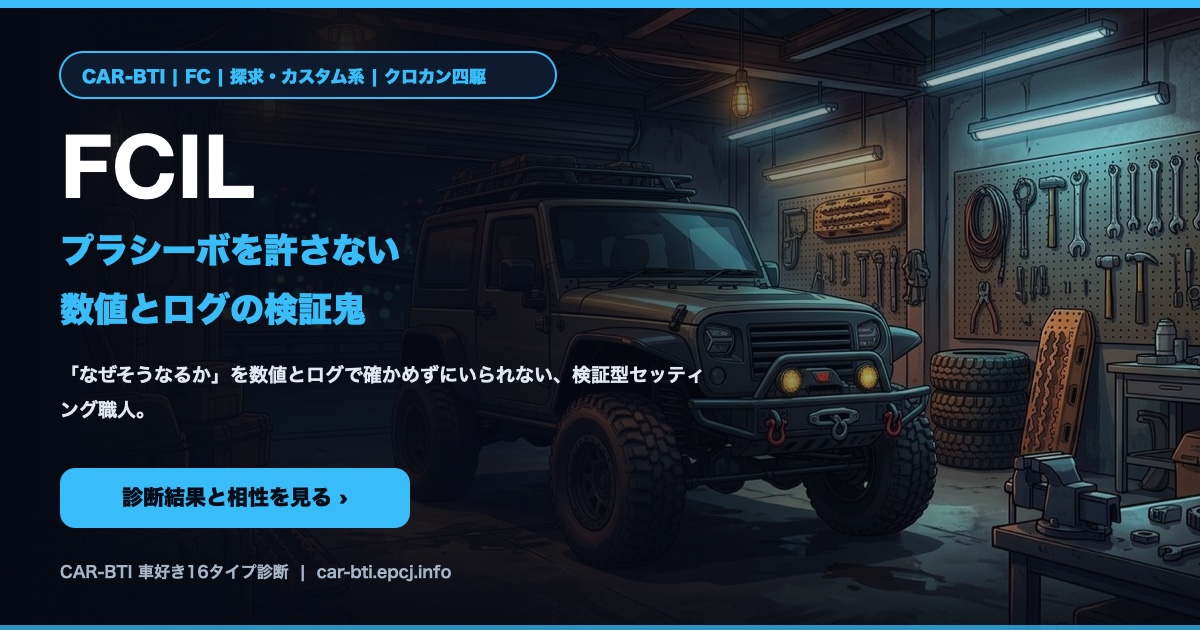 CAR-BTI | FC | 探求・カスタム系 | クロカン四駆
FCIL
プラシーボを許さない
数値とログの検証鬼
「なぜそうなるか」を数値とログで確かめずにいられない、検証型セッティ
ング職人。
診断結果と相性を見る ›
CAR-BTI 車好き16タイプ診断 | car-bti.epcj.info